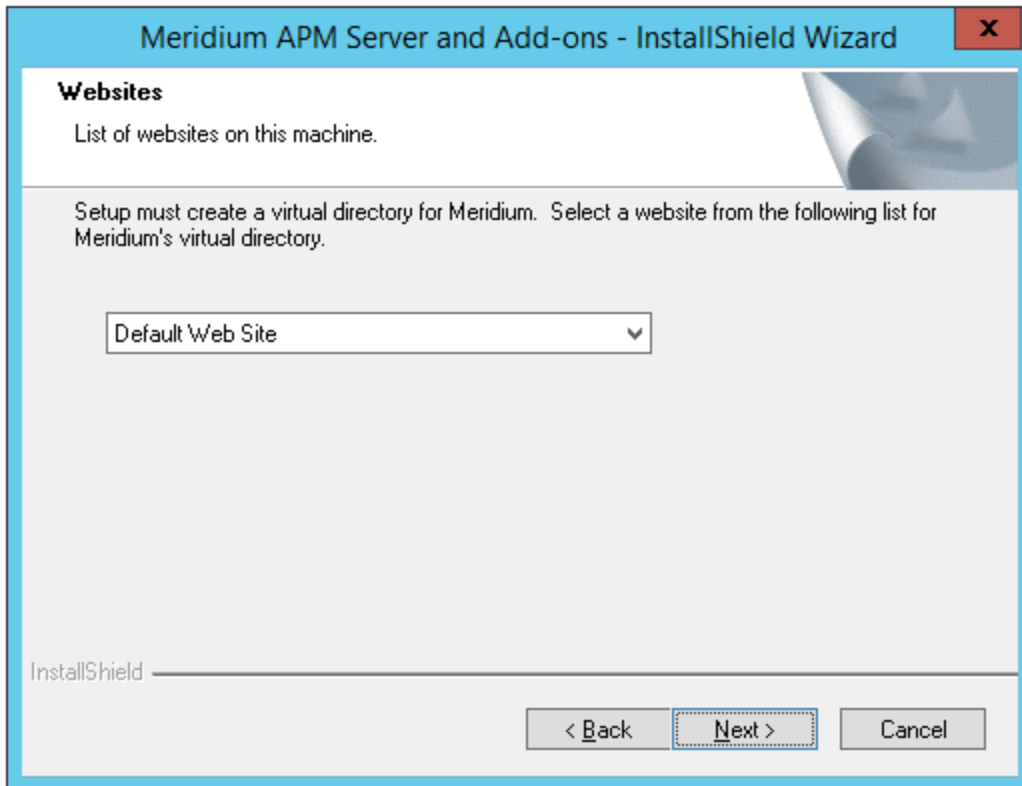 Meridium APM Server and Add-ons - InstallShield Wizard
x
Websites
List of websites on this machine.
Setup must create a virtual directory for Meridium.  Select a website from the following list for
Meridium's virtual directory.
Default Web Site
InstallShield
< Back
Next >
Cancel